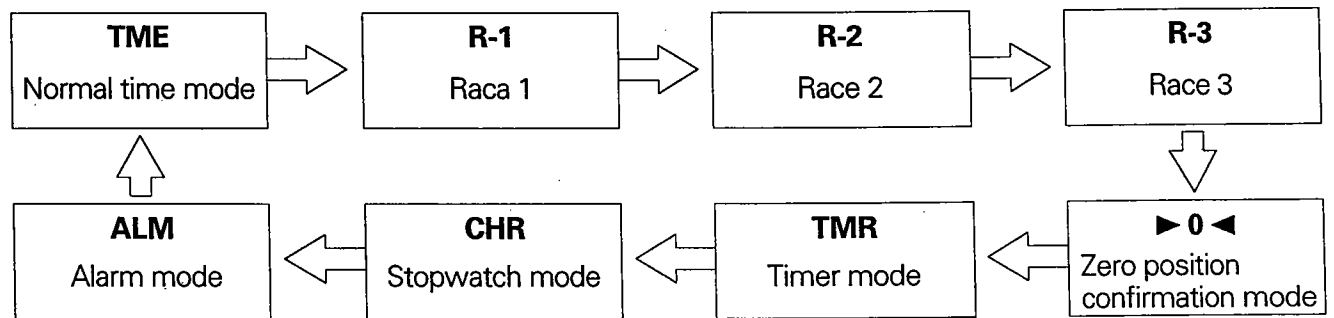 TME
Normal time mode
R-1
Raca 1
R-2
Race 2
R-3
Race 3
ALM
Alarm mode
CHR
Stopwatch mode
TMR
Timer mode
►0◄
Zero position
confirmation mode